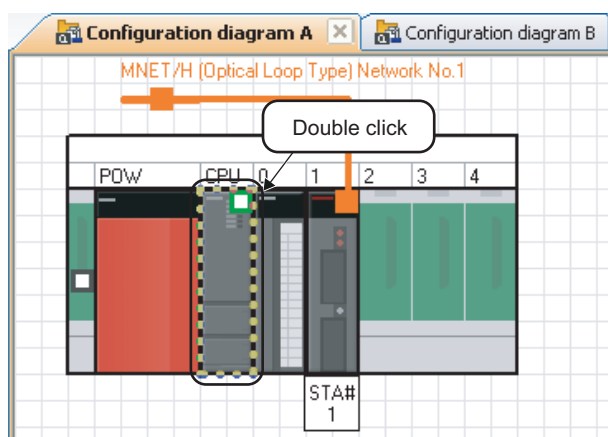 Configuration diagram A
Configuration diagram B
MNET/H (Optical Loop Type) Network No.1
Double click
POW CPU 0 1 2 3 4
STA#
1